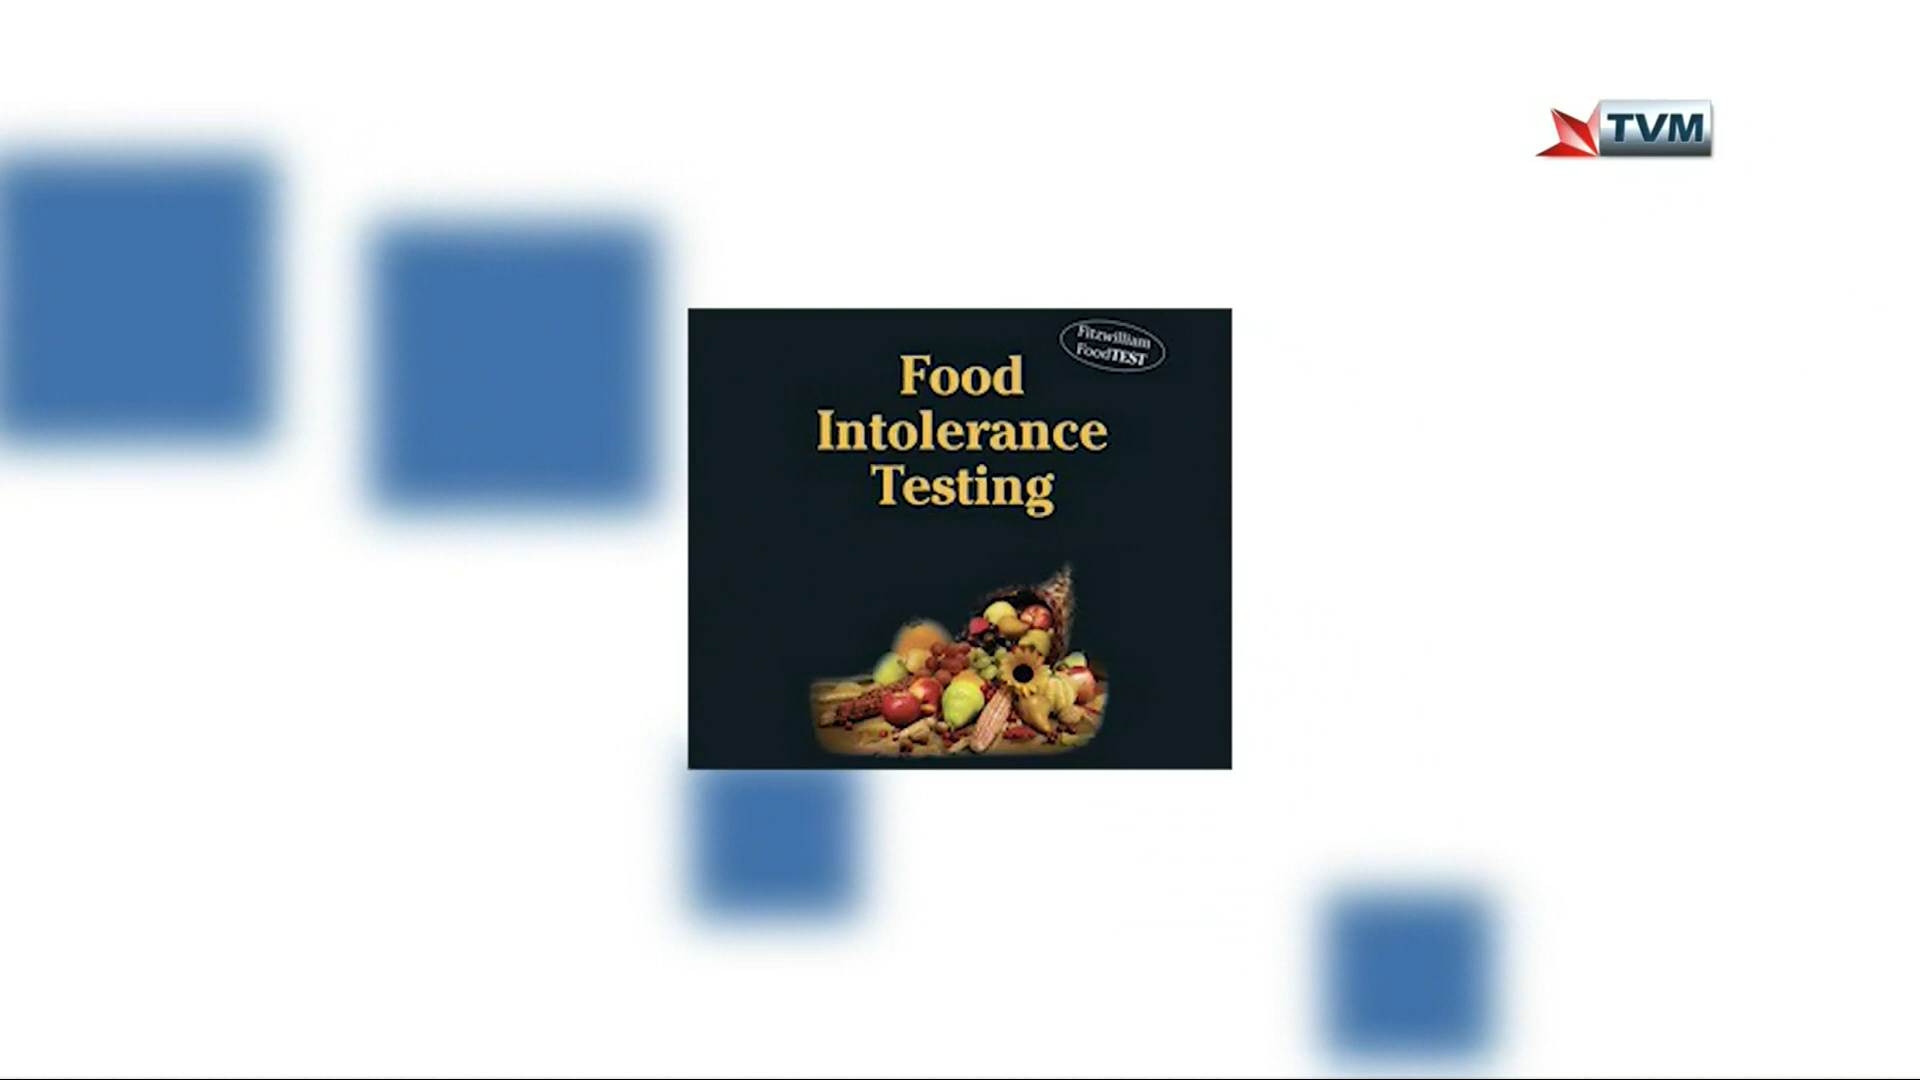 TVM
Fitzwilliam
FoodTEST
Food
Intolerance
Testing